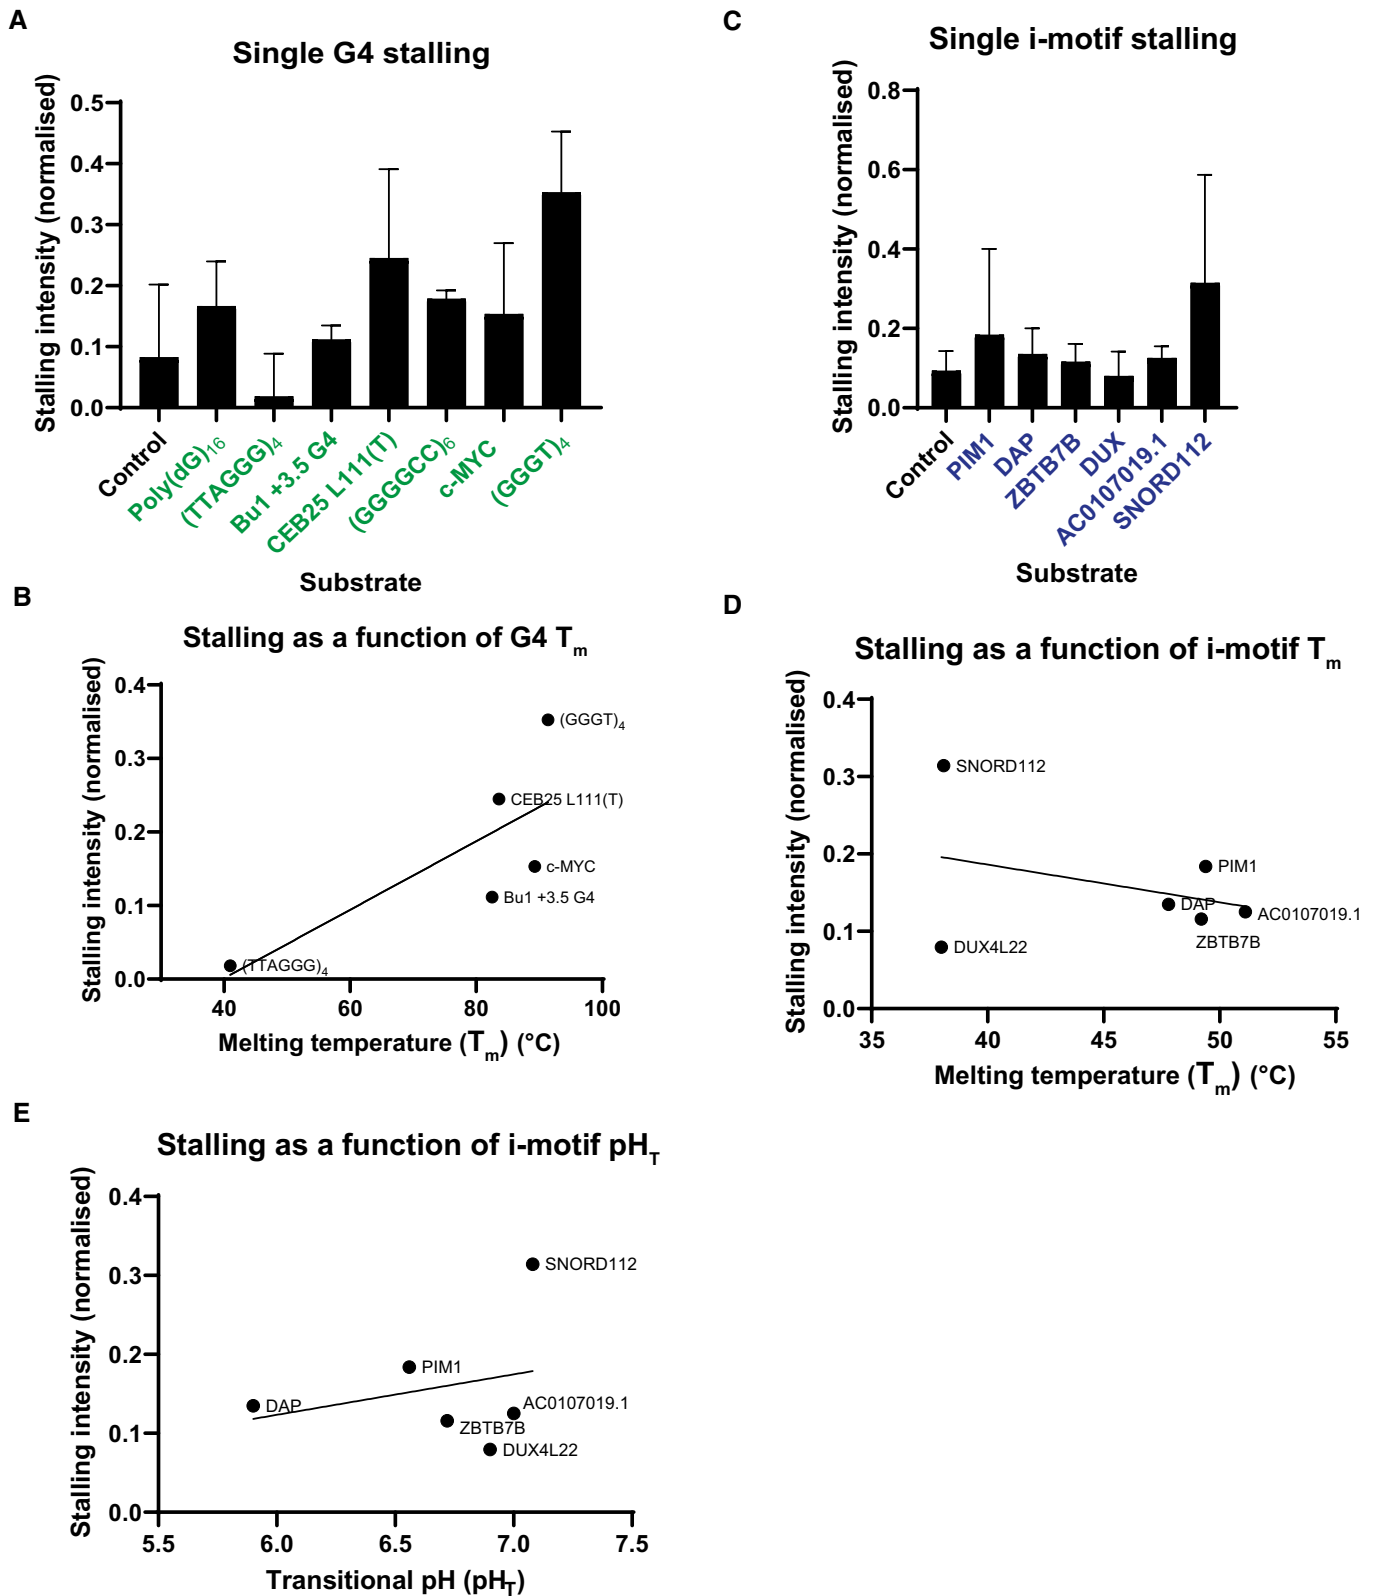 A
Single G4 stalling
Stalling intensity (normalised)
0.5
0.4
0.3
0.2
0.1
0.0
Control
Poly(dG)16
(TTAGGG)4
Bu1 +3.5 G4
CEB25 L111(T)
(GGGGCC)6
c-MYC
(GGGT)4
Substrate
C
Single i-motif stalling
Stalling intensity (normalised)
0.8
0.6
0.4
0.2
0.0
Control
PIM1
DAP
ZBTB7B
DUX
AC0107019.1
SNORD112
Substrate
B
Stalling as a function of G4 Tm
Stalling intensity (normalised)
0.4
0.3
0.2
0.1
0.0
(GGGT)4
CEB25 L111(T)
c-MYC
Bu1 +3.5 G4
(TTAGGG)4
40 60 80 100
Melting temperature (Tm) (°C)
D
Stalling as a function of i-motif Tm
Stalling intensity (normalised)
0.4
0.3
0.2
0.1
0.0
SNORD112
PIM1
DAP
AC0107019.1
ZBTB7B
DUX4L22
35 40 45 50 55
Melting temperature (Tm) (°C)
E
Stalling as a function of i-motif pHT
Stalling intensity (normalised)
0.4
0.3
0.2
0.1
0.0
SNORD112
PIM1
DAP
AC0107019.1
ZBTB7B
DUX4L22
5.5 6.0 6.5 7.0 7.5
Transitional pH (pHT)